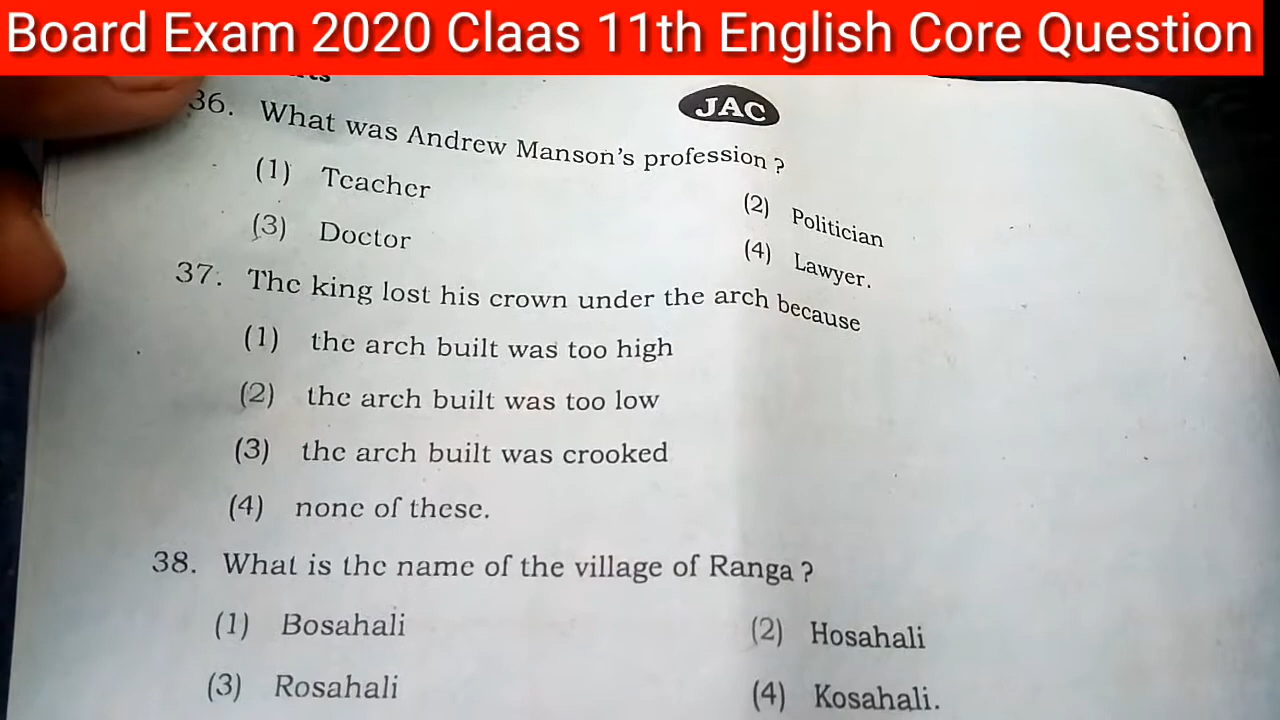 Board Exam 2020 Claas 11th English Core Question
JAC
36. What was Andrew Manson's profession ?
(1) Teacher
(2) Politician
(3) Doctor
(4) Lawyer.
37. The king lost his crown under the arch because
(1) the arch built was too high
(2) the arch built was too low
(3) the arch built was crooked
(4) none of these.
38. What is the name of the village of Ranga ?
(1) Bosahali
(2) Hosahali
(3) Rosahali
(4) Kosahali.